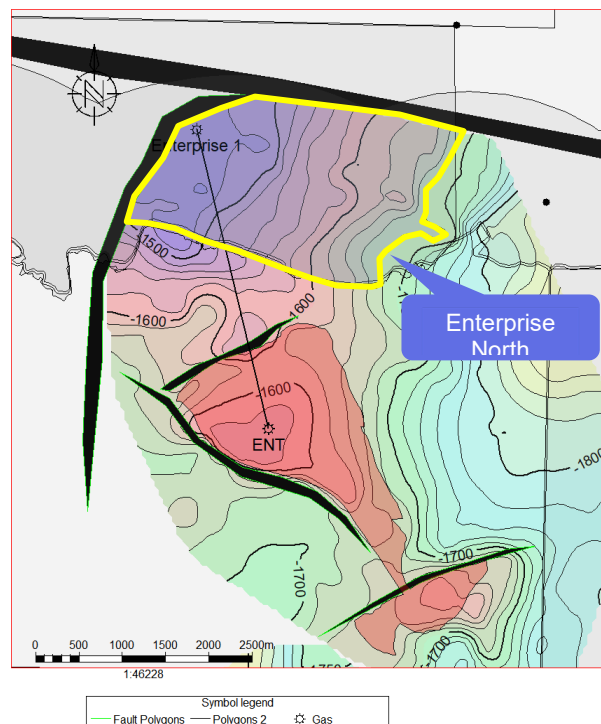 N
Enterprise 1
-1500
-1600
1600
Enterprise
North
-1600
ENT
-1800
-1700
-1700
-1700
0 500 1000 1500 2000 2500m
1:46228
Symbol legend
Fault Polygons Polygons 2 Gas